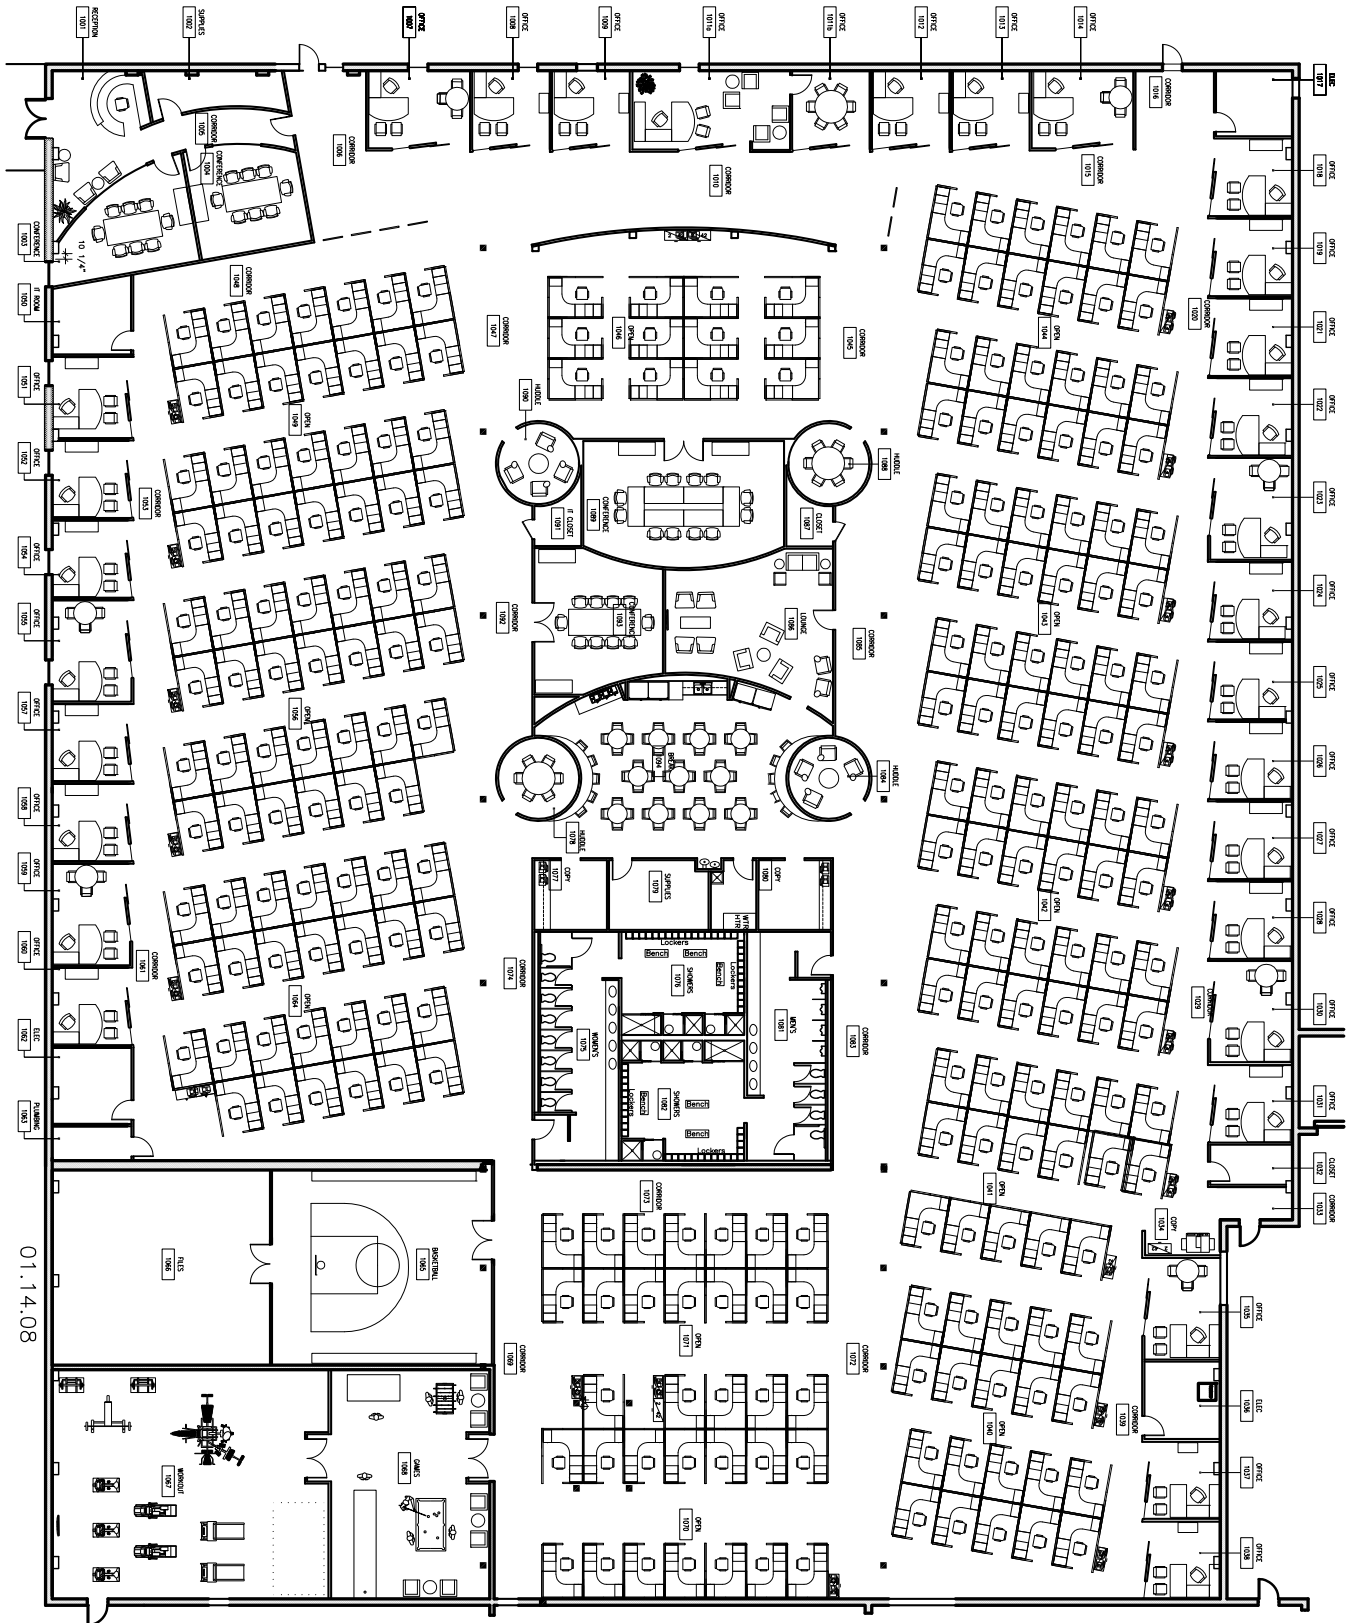 RECEPTION
1001
SUPPLIES
1002
OFFICE
1007
OFFICE
1008
OFFICE
1009
OFFICE
1011a
OFFICE
1011b
OFFICE
1012
OFFICE
1013
OFFICE
1014
CORRIDOR
1016
ELEC
1017
CORRIDOR
1005
CONFERENCE
1004
CORRIDOR
1006
CORRIDOR
1010
CORRIDOR
1015
OFFICE
1018
CONFERENCE
1003
10 1/4"
OFFICE
1019
IT ROOM
1050
CORRIDOR
1048
CORRIDOR
1047
OPEN
1046
CORRIDOR
1045
OPEN
1044
CORRIDOR
1020
OFFICE
1021
OFFICE
1051
OPEN
1049
HUDDLE
1090
OFFICE
1022
OFFICE
1052
CORRIDOR
1053
HUDDLE
1088
OFFICE
1023
IT CLOSET
1091
CONFERENCE
1089
CLOSET
1087
OFFICE
1054
OFFICE
1024
OFFICE
1055
CORRIDOR
1092
CONFERENCE
1093
LOUNGE
1086
CORRIDOR
1085
OPEN
1043
OFFICE
1025
OFFICE
1057
OPEN
1056
OFFICE
1026
BREAK
1094
HUDDLE
1084
OFFICE
1058
HUDDLE
1078
OFFICE
1027
OFFICE
1059
COPY
1077
SUPPLIES
1079
WTR
HTR
COPY
1080
OPEN
1042
OFFICE
1028
OFFICE
1060
CORRIDOR
1061
CORRIDOR
1074
Lockers
Bench
Bench
Bench
Lockers
SHOWERS
1076
OPEN
1064
WOMEN'S
1075
MEN'S
1081
CORRIDOR
1083
CORRIDOR
1029
OFFICE
1030
ELEC
1062
SHOWERS
1082
Bench
Lockers
Bench
Bench
Lockers
OFFICE
1031
PLUMBING
1063
CLOSET
1032
CORRIDOR
1033
CORRIDOR
1073
OPEN
1041
COPY
1034
FILES
1066
BASKETBALL
1065
OFFICE
1035
CORRIDOR
1069
OPEN
1071
CORRIDOR
1072
ELEC
1036
CORRIDOR
1039
OPEN
1040
WORKOUT
1067
GAMES
1068
OFFICE
1037
OPEN
1070
OFFICE
1038
01.14.08